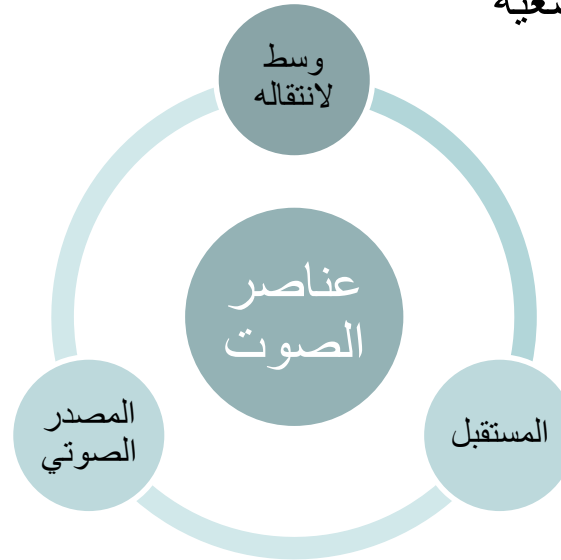 وسط
لانتقاله
عناصر
الصوت
المصدر
الصوتي
المستقبل